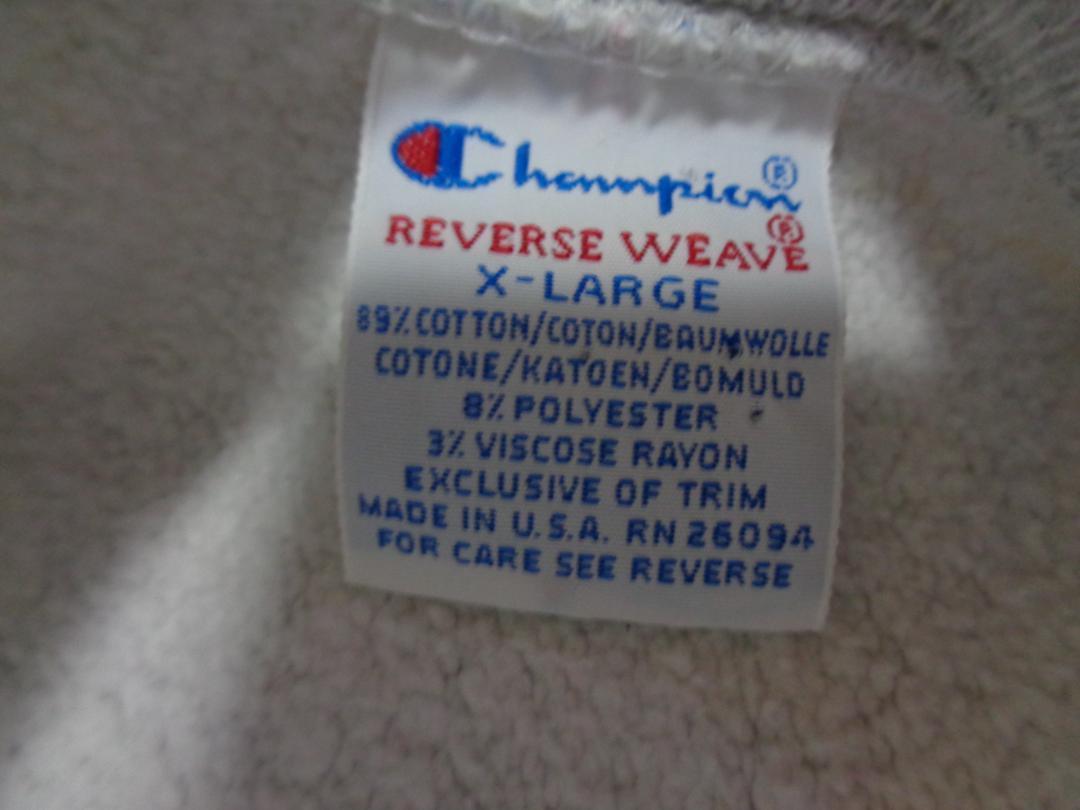 Champion®
REVERSE WEAVE®
X-LARGE
89% COTTON/COTON/BAUMWOLLE
COTONE/KATOEN/BOMULD
8% POLYESTER
3% VISCOSE RAYON
EXCLUSIVE OF TRIM
MADE IN U.S.A. RN 26094
FOR CARE SEE REVERSE